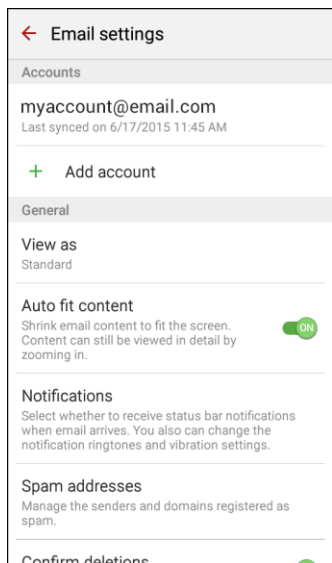 Email settings
Accounts
myaccount@email.com
Last synced on 6/17/2015 11:45 AM
+ Add account
General
View as
Standard
Auto fit content
Shrink email content to fit the screen.
Content can still be viewed in detail by
zooming in.
ON
Notifications
Select whether to receive status bar notifications
when email arrives. You also can change the
notification ringtones and vibration settings.
Spam addresses
Manage the senders and domains registered as
spam.
Confirm deletions